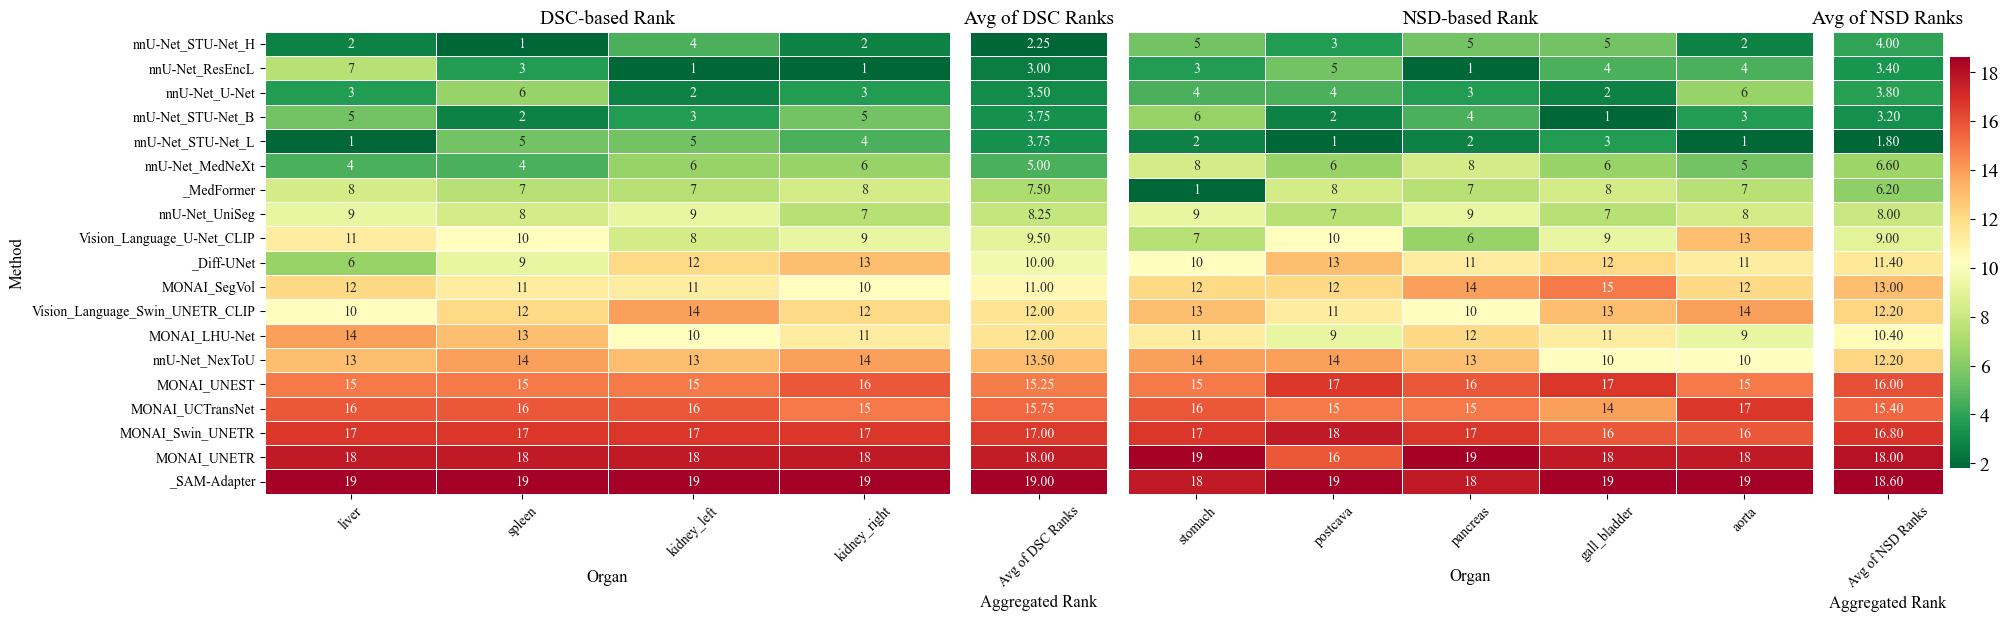 DSC-based Rank Avg of DSC Ranks NSD-based Rank Avg of NSD Ranks
nnU-Net_STU-Net_H 2 1 4 2 2.25 5 3 5 5 2 4.00
nnU-Net_ResEncL 7 3 1 1 3.00 3 5 1 4 4 3.40
nnU-Net_U-Net 3 6 2 3 3.50 4 4 3 2 6 3.80
nnU-Net_STU-Net_B 5 2 3 5 3.75 6 2 4 1 3 3.20
nnU-Net_STU-Net_L 1 5 5 4 3.75 2 1 2 3 1 1.80
nnU-Net_MedNeXt 4 4 6 6 5.00 8 6 8 6 5 6.60
_MedFormer 8 7 7 8 7.50 1 8 7 8 7 6.20
nnU-Net_UniSeg 9 8 9 7 8.25 9 7 9 7 8 8.00
Vision_Language_U-Net_CLIP 11 10 8 9 9.50 7 10 6 9 13 9.00
_Diff-UNet 6 9 12 13 10.00 10 13 11 12 11 11.40
MONAI_SegVol 12 11 11 10 11.00 12 12 14 15 12 13.00
Vision_Language_Swin_UNETR_CLIP 10 12 14 12 12.00 13 11 10 13 14 12.20
MONAI_LHU-Net 14 13 10 11 12.00 11 9 12 11 9 10.40
nnU-Net_NexToU 13 14 13 14 13.50 14 14 13 10 10 12.20
MONAI_UNEST 15 15 15 16 15.25 15 17 16 17 15 16.00
MONAI_UCTransNet 16 16 16 15 15.75 16 15 15 14 17 15.40
MONAI_Swin_UNETR 17 17 17 17 17.00 17 18 17 16 16 16.80
MONAI_UNETR 18 18 18 18 18.00 19 16 19 18 18 18.00
_SAM-Adapter 19 19 19 19 19.00 18 19 18 19 19 18.60
Method
liver spleen kidney_left kidney_right Avg of DSC Ranks stomach postcava pancreas gall_bladder aorta Avg of NSD Ranks
Organ Organ
Aggregated Rank Aggregated Rank
18
16
14
12
10
8
6
4
2